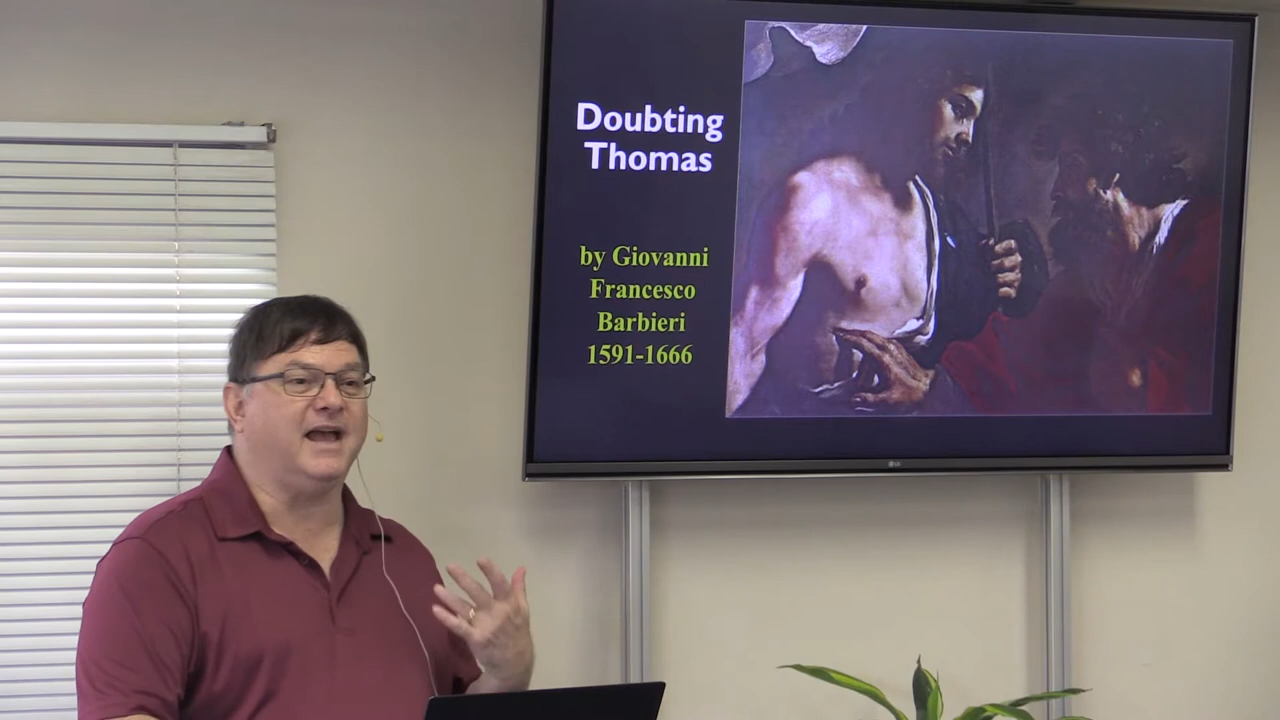 Doubting
Thomas
by Giovanni
Francesco
Barbieri
1591-1666
LG